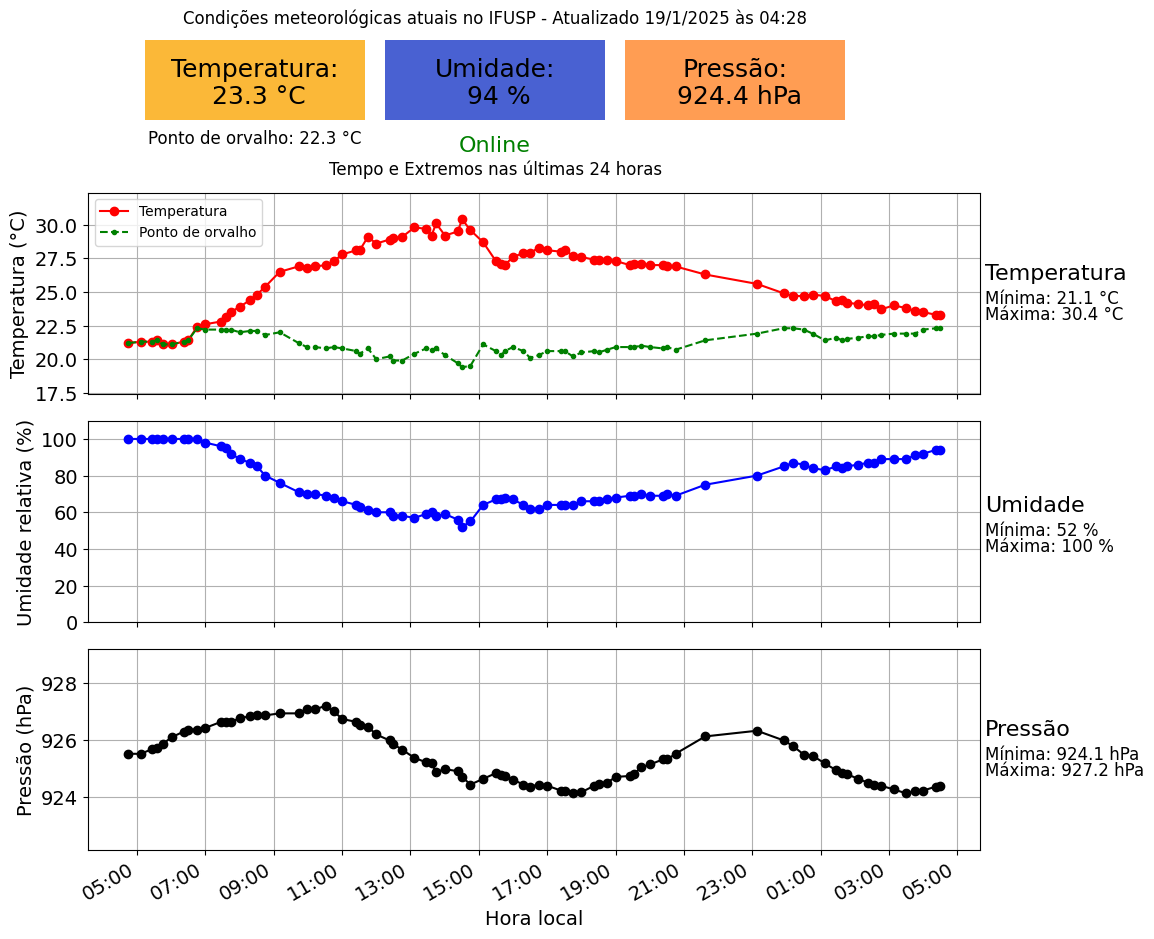 Condições meteorológicas atuais no IFUSP - Atualizado 19/1/2025 às 04:28
Temperatura:
23.3 °C
Umidade:
94 %
Pressão:
924.4 hPa
Ponto de orvalho: 22.3 °C
Online
Tempo e Extremos nas últimas 24 horas
Temperatura (°C)
30.0
27.5
25.0
22.5
20.0
17.5
Temperatura
Ponto de orvalho
Temperatura
Mínima: 21.1 °C
Máxima: 30.4 °C
Umidade relativa (%)
100
80
60
40
20
0
Umidade
Mínima: 52 %
Máxima: 100 %
Pressão (hPa)
928
926
924
Pressão
Mínima: 924.1 hPa
Máxima: 927.2 hPa
05:00
07:00
09:00
11:00
13:00
15:00
17:00
19:00
21:00
23:00
01:00
03:00
05:00
Hora local